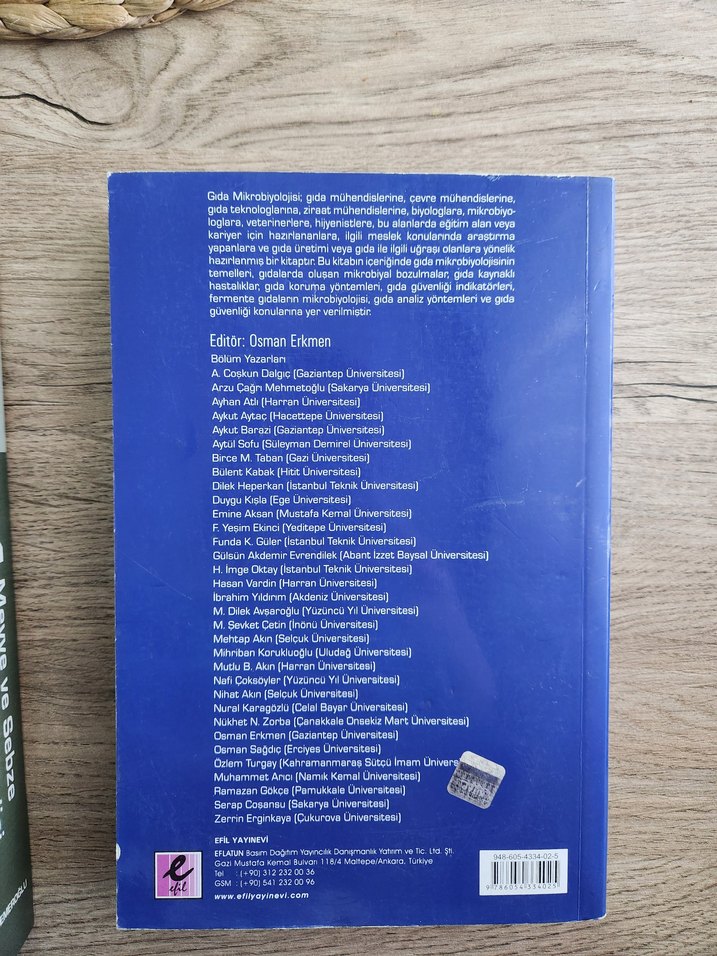 Gıda Mikrobiyolojisi; gıda mühendislerine, çevre mühendislerine,
gıda teknologlarına, ziraat mühendislerine, biyologlara, mikrobiyo-
loglara, veterinerlere, hijyenistlere, bu alanlarda eğitim alan veya
kariyer için hazırlananlara, ilgili meslek konularında araştırma
yapanlara ve gıda üretimi veya gıda ile ilgili uğraşı olanlara yönelik
hazırlanmış bir kitaptır. Bu kitabın içeriğinde gıda mikrobiyolojisinin
temelleri, gıdalarda oluşan mikrobiyal bozulmalar, gıda kaynaklı
hastalıklar, gıda koruma yöntemleri, gıda güvenliği indikatörleri,
fermente gıdaların mikrobiyolojisi, gıda analiz yöntemleri ve gıda
güvenliği konularına yer verilmiştir.
Editör: Osman Erkmen
Bölüm Yazarları
A. Coşkun Dalgıç (Gaziantep Üniversitesi)
Arzu Çağrı Mehmetoğlu (Sakarya Üniversitesi)
Ayhan Atlı (Harran Üniversitesi)
Aykut Aytaç (Hacettepe Üniversitesi)
Aykut Barazi (Gaziantep Üniversitesi)
Aytül Sofu (Süleyman Demirel Üniversitesi)
Birce M. Taban (Gazi Üniversitesi)
Bülent Kabak (Hitit Üniversitesi)
Dilek Heperkan (İstanbul Teknik Üniversitesi)
Duygu Kışla (Ege Üniversitesi)
Emine Aksan (Mustafa Kemal Üniversitesi)
F. Yeşim Ekinci (Yeditepe Üniversitesi)
Funda K. Güler (İstanbul Teknik Üniversitesi)
Gülsün Akdemir Evrendilek (Abant İzzet Baysal Üniversitesi)
H. İmge Oktay (İstanbul Teknik Üniversitesi)
Hasan Vardin (Harran Üniversitesi)
İbrahim Yıldırım (Akdeniz Üniversitesi)
M. Dilek Avşaroğlu (Yüzüncü Yıl Üniversitesi)
M. Şevket Çetin (İnönü Üniversitesi)
Mehtap Akın (Selçuk Üniversitesi)
Mihriban Korukluoğlu (Uludağ Üniversitesi)
Mutlu B. Akın (Harran Üniversitesi)
Nafi Çoksöyler (Yüzüncü Yıl Üniversitesi)
Nihat Akın (Selçuk Üniversitesi)
Nural Karagözlü (Celal Bayar Üniversitesi)
Nükhet N. Zorba (Çanakkale Onsekiz Mart Üniversitesi)
Osman Erkmen (Gaziantep Üniversitesi)
Osman Sağdıç (Erciyes Üniversitesi)
Özlem Turgay (Kahramanmaraş Sütçü İmam Ünivers
Muhammet Arıcı (Namık Kemal Üniversitesi)
Ramazan Gökçe (Pamukkale Üniversitesi)
Serap Coşansu (Sakarya Üniversitesi)
Zerrin Erginkaya (Çukurova Üniversitesi)
EFİL YAYINEVİ
EFLATUN Basım Dağıtım Yayıncılık Danışmanlık Yatırım ve Tic. Ltd. Şti.
Gazi Mustafa Kemal Bulvarı 118/4 Maltepe/Ankara, Türkiye
Tel : (+90) 312 232 00 36
GSM : (+90) 541 232 00 96
www.efilyayinevi.com
e
efil
948-605-4334-02-5
9 786054 334025
Meyve ve Sebze